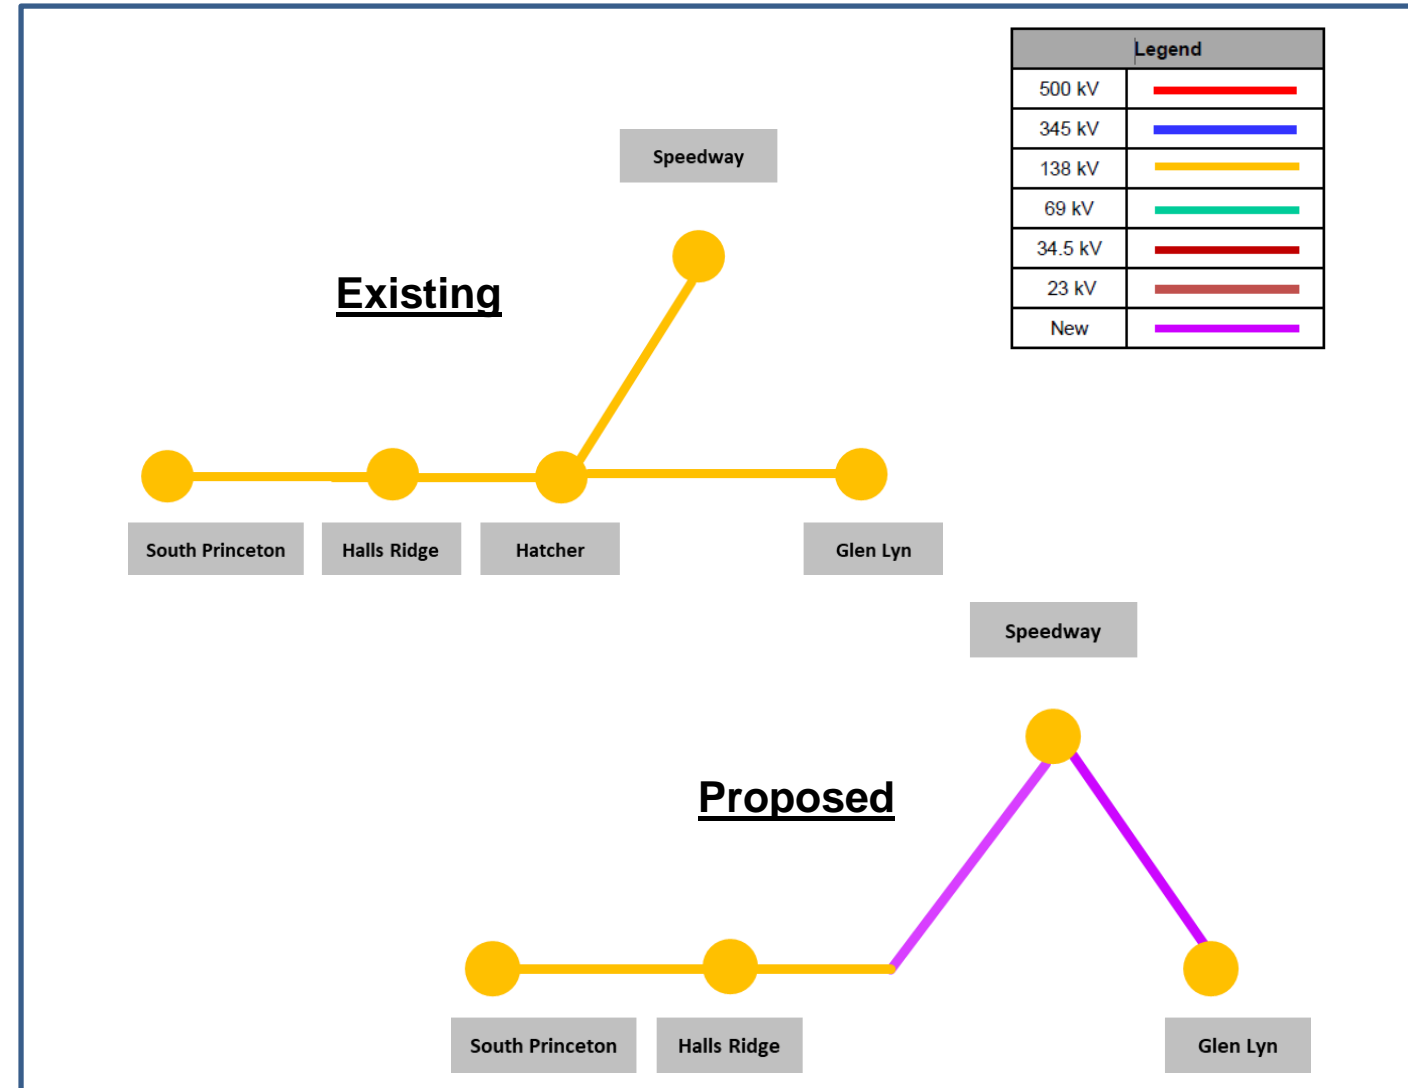 Legend
500 kV
345 kV
138 kV
69 kV
34.5 kV
23 kV
New
Speedway
Existing
South Princeton
Halls Ridge
Hatcher
Glen Lyn
Speedway
Proposed
South Princeton
Halls Ridge
Glen Lyn